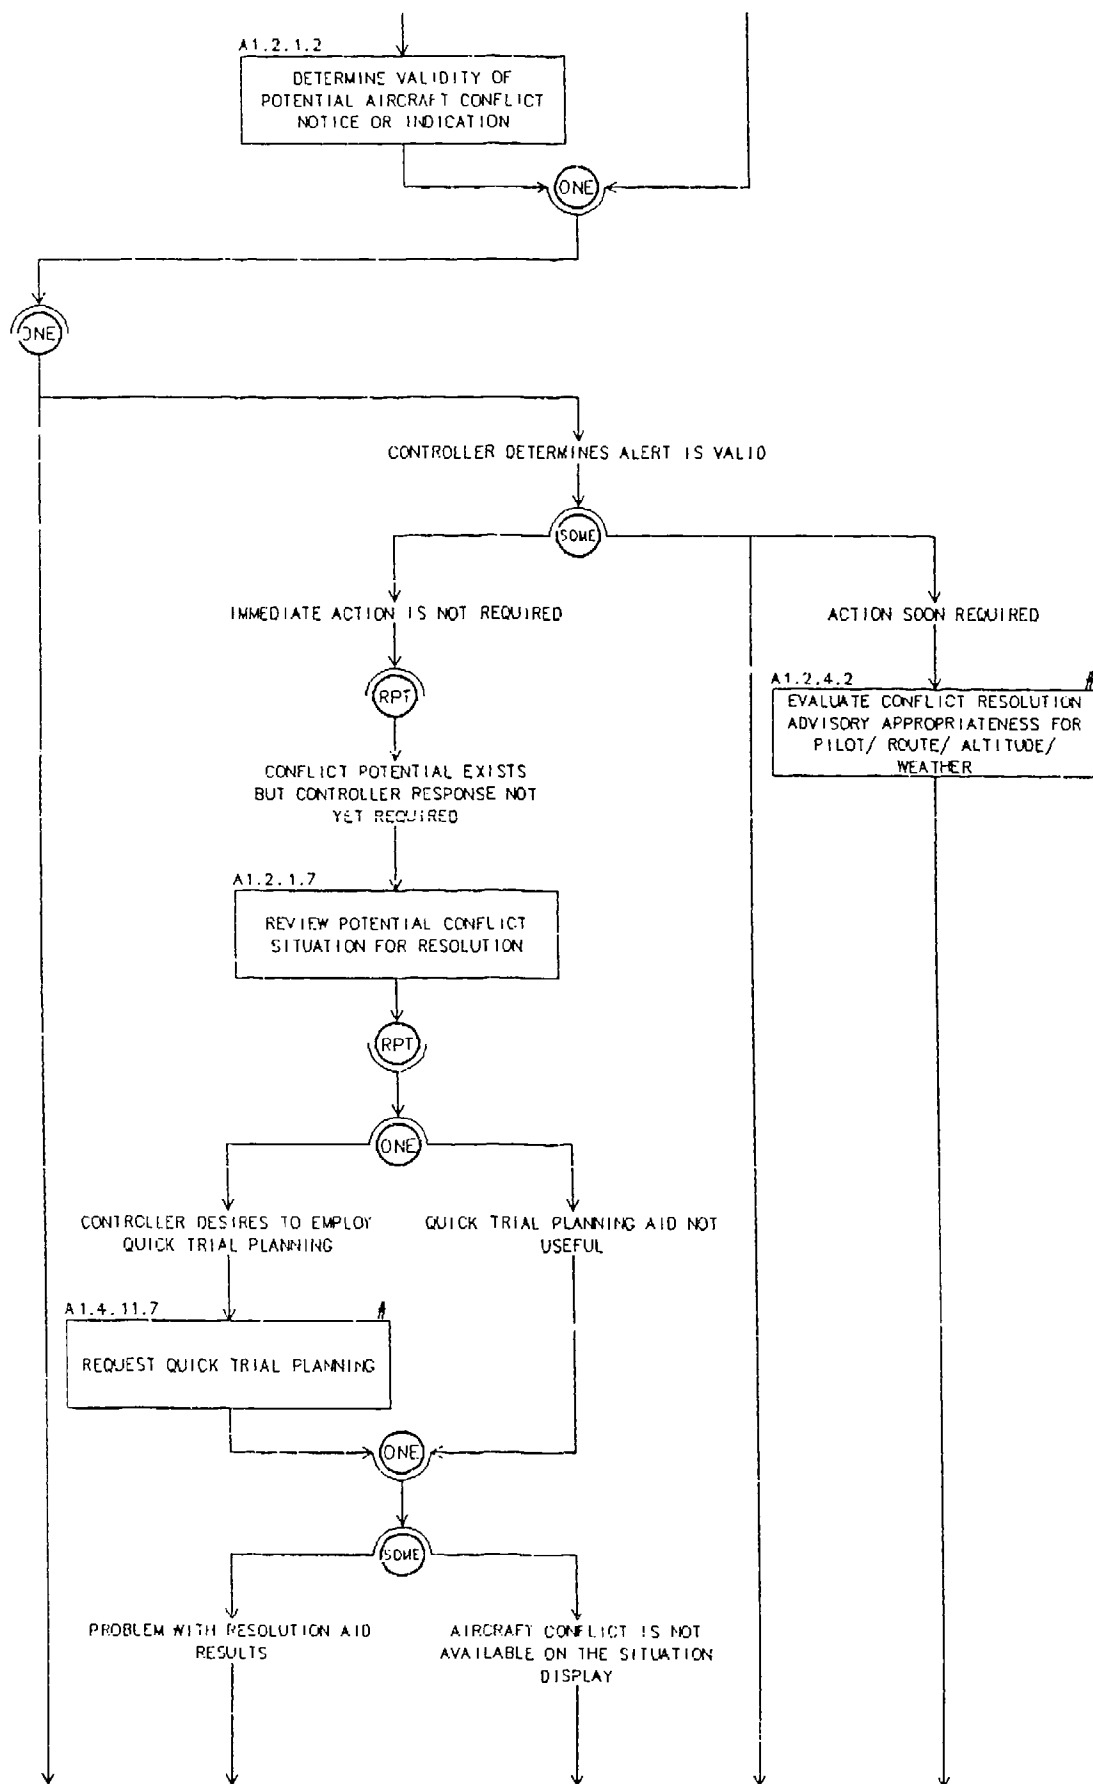 A1.2.1.2
DETERMINE VALIDITY OF
POTENTIAL AIRCRAFT CONFLICT
NOTICE OR INDICATION
ONE
ONE
CONTROLLER DETERMINES ALERT IS VALID
SOME
IMMEDIATE ACTION IS NOT REQUIRED
ACTION SOON REQUIRED
RPT
A1.2.4.2
EVALUATE CONFLICT RESOLUTION
ADVISORY APPROPRIATENESS FOR
PILOT/ ROUTE/ ALTITUDE/
WEATHER
CONFLICT POTENTIAL EXISTS
BUT CONTROLLER RESPONSE NOT
YET REQUIRED
A1.2.1.7
REVIEW POTENTIAL CONFLICT
SITUATION FOR RESOLUTION
RPT
ONE
CONTROLLER DESIRES TO EMPLOY
QUICK TRIAL PLANNING
QUICK TRIAL PLANNING AID NOT
USEFUL
A1.4.11.7
REQUEST QUICK TRIAL PLANNING
ONE
SOME
PROBLEM WITH RESOLUTION AID
RESULTS
AIRCRAFT CONFLICT IS NOT
AVAILABLE ON THE SITUATION
DISPLAY